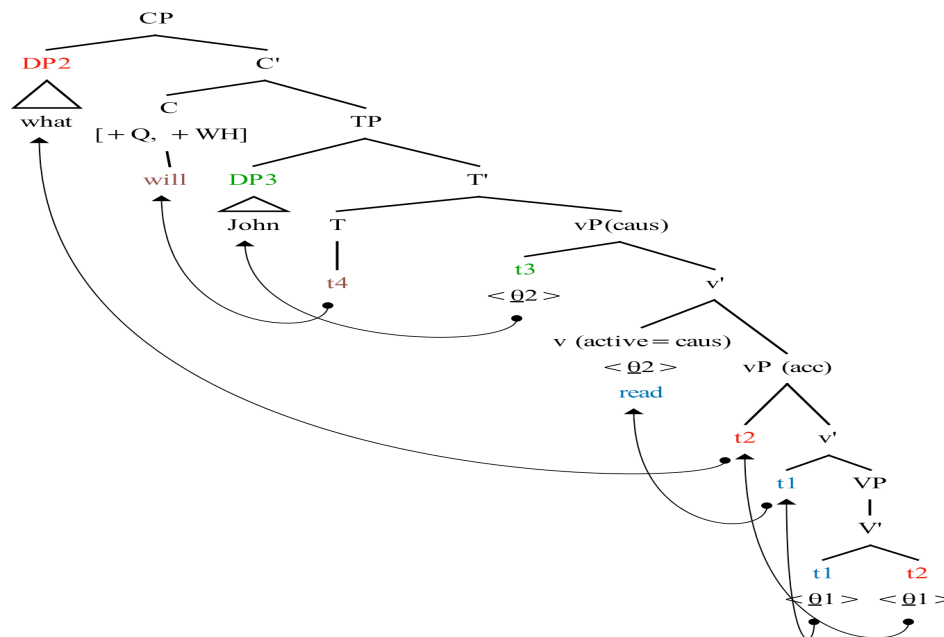 CP
DP2 C'
what C TP
[+Q, +WH]
will DP3 T'
John T vP(caus)
t4 t3 v'
<θ2>
v (active=caus) vP (acc)
<θ2>
read
t2 v'
t1 VP
V'
t1 t2
<θ1> <θ1>